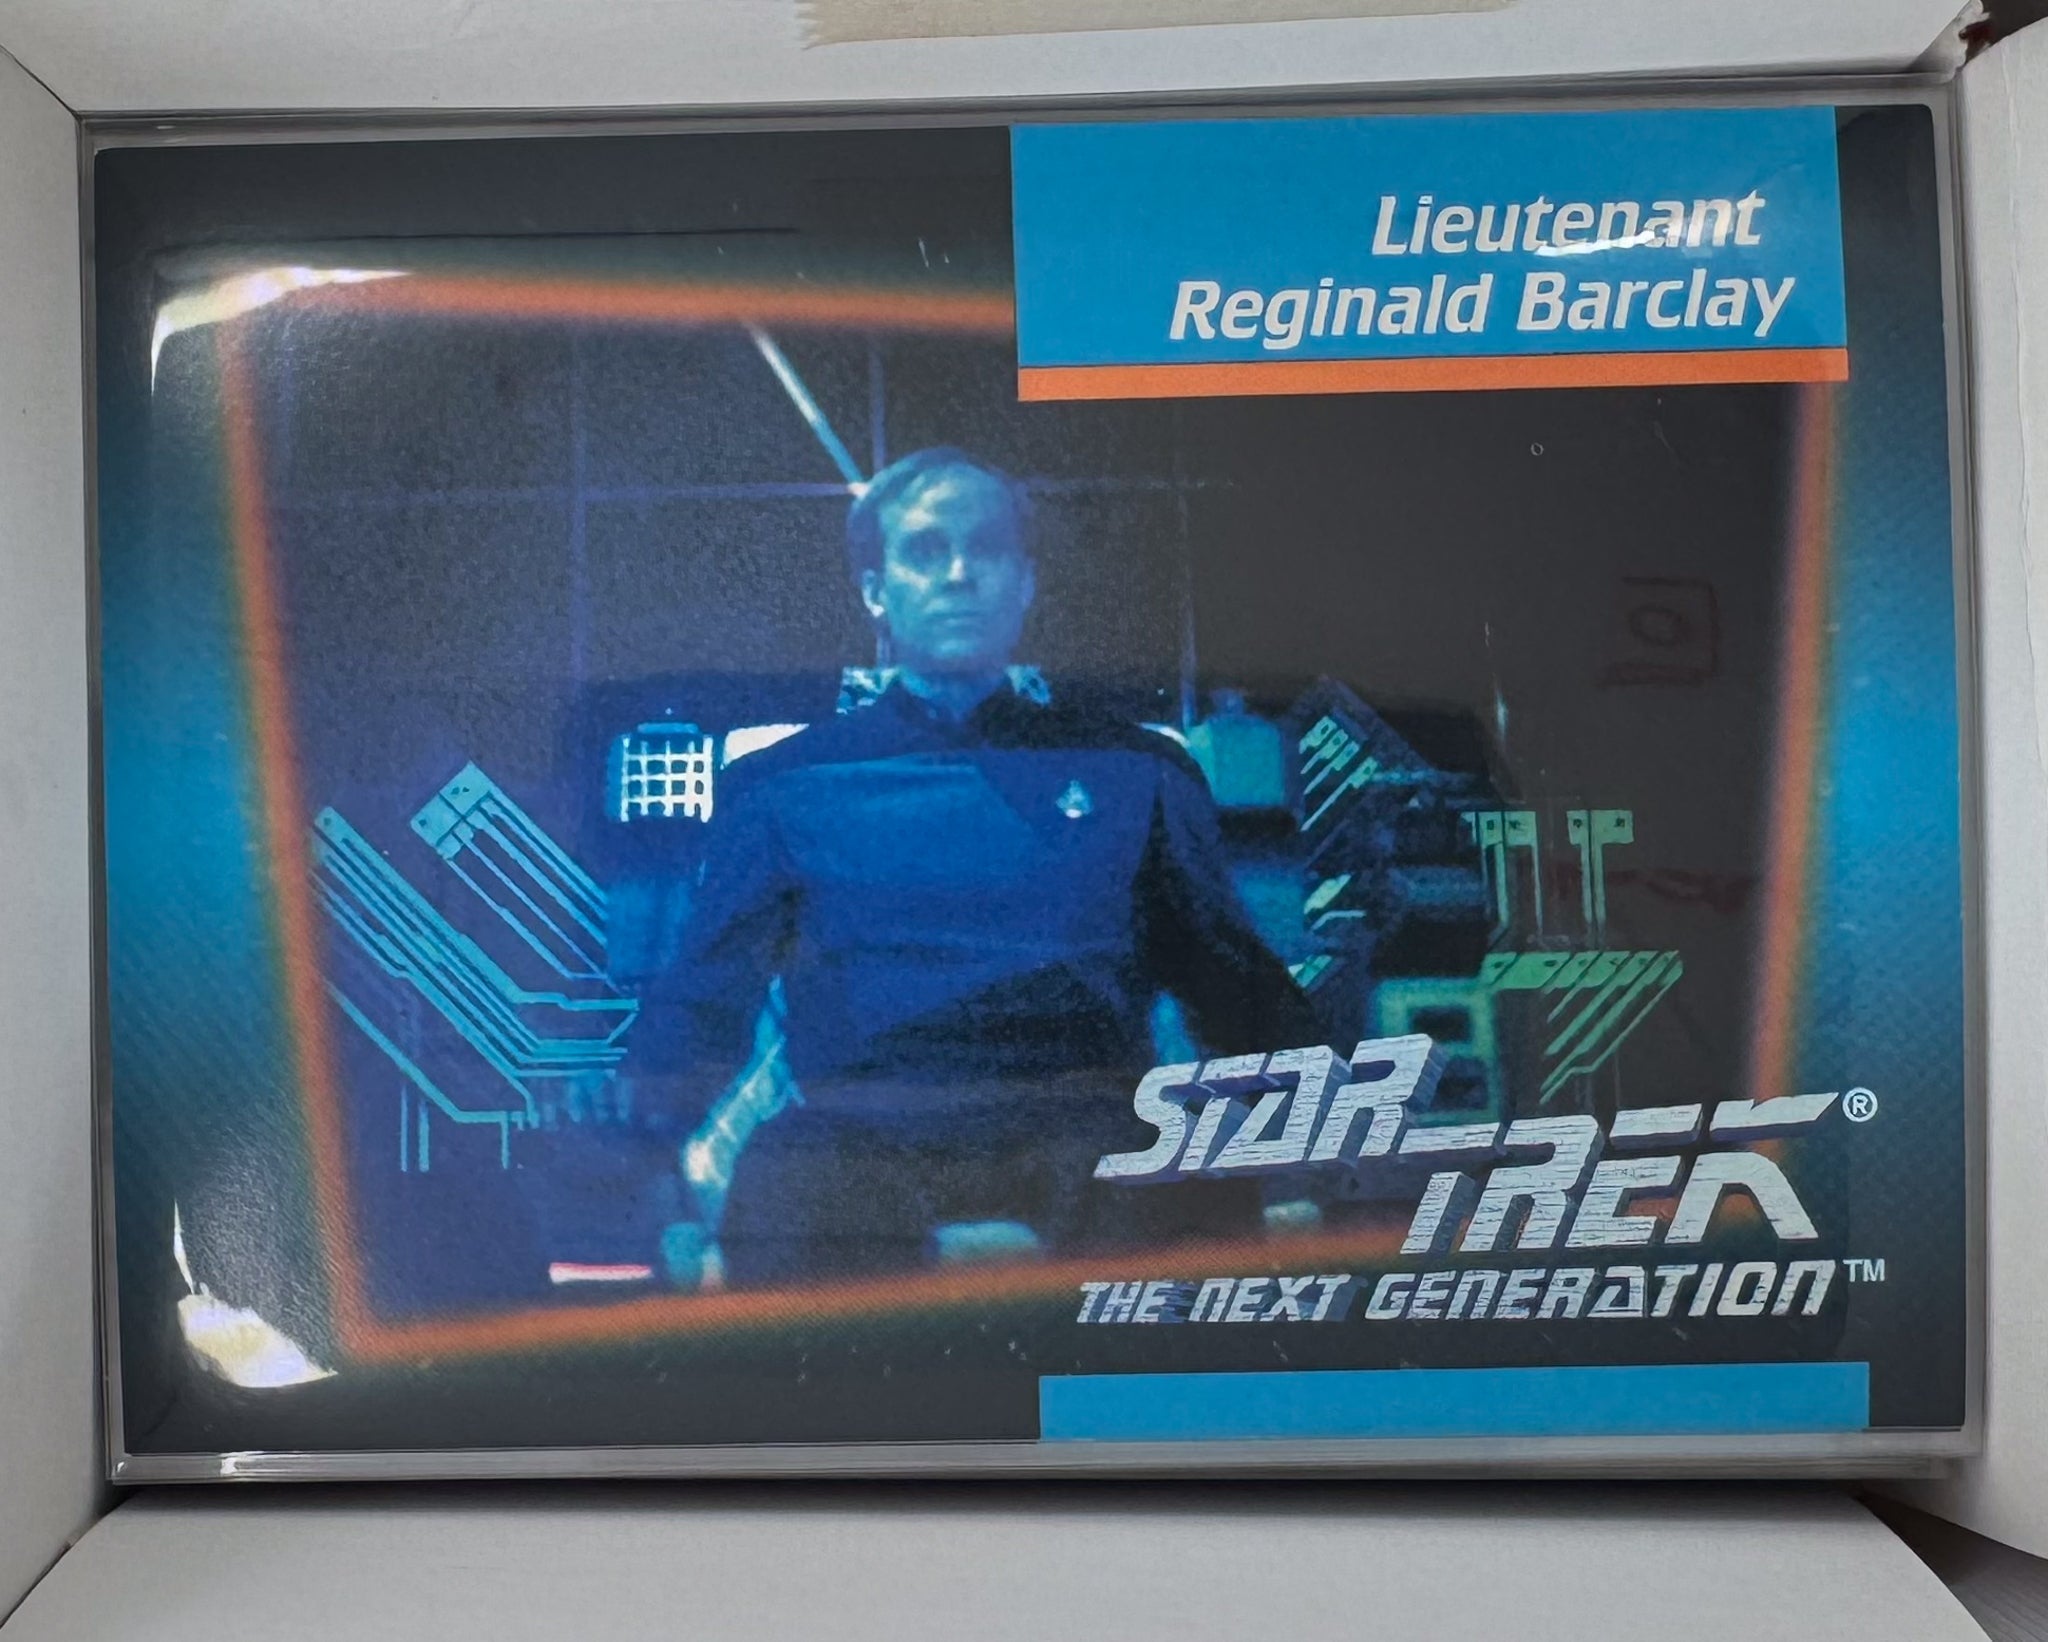 Lieutenant
Reginald Barclay
STAR
TREK®
THE NEXT GENERATION™